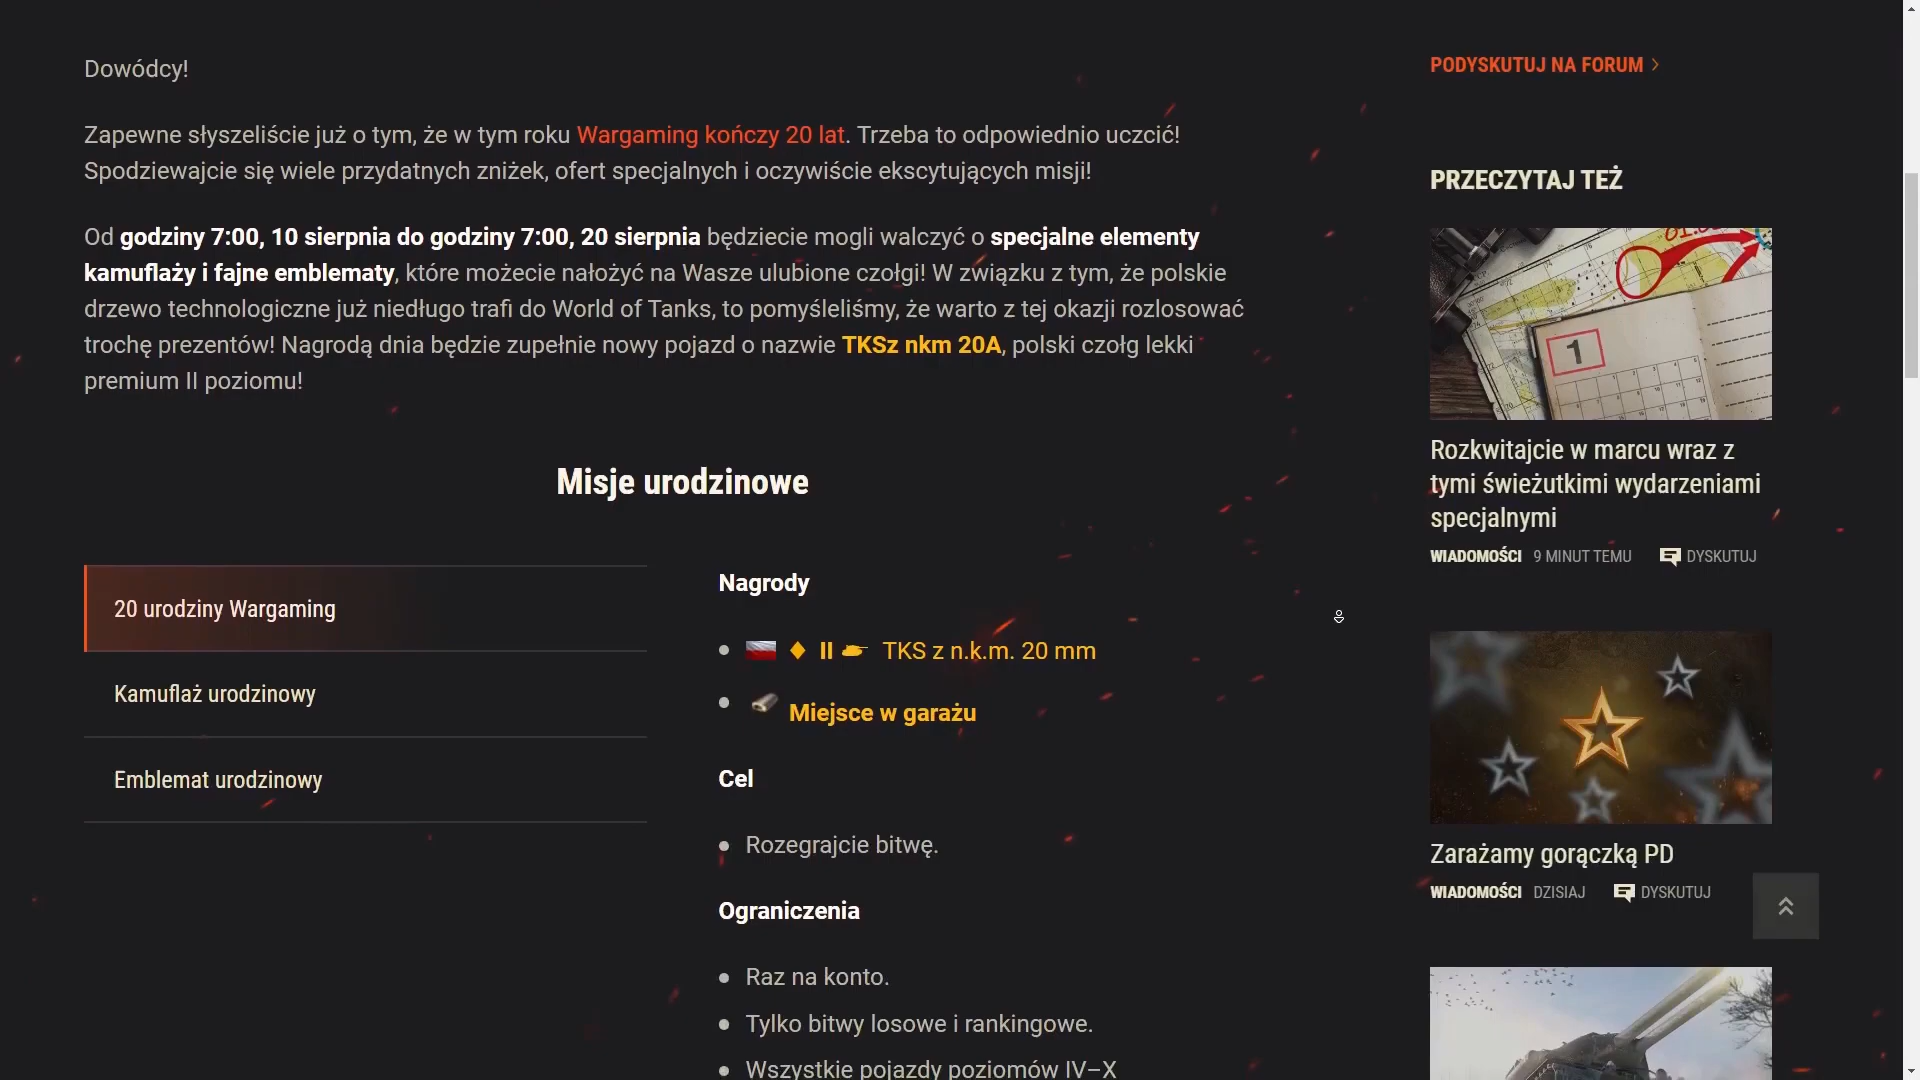 Dowódcy!
Zapewne słyszeliście już o tym, że w tym roku Wargaming kończy 20 lat. Trzeba to odpowiednio uczcić!
Spodziewajcie się wiele przydatnych zniżek, ofert specjalnych i oczywiście ekscytujących misji!
Od godziny 7:00, 10 sierpnia do godziny 7:00, 20 sierpnia będziecie mogli walczyć o specjalne elementy
kamuflaży i fajne emblematy, które możecie nałożyć na Wasze ulubione czołgi! W związku z tym, że polskie
drzewo technologiczne już niedługo trafi do World of Tanks, to pomyśleliśmy, że warto z tej okazji rozlosować
trochę prezentów! Nagrodą dnia będzie zupełnie nowy pojazd o nazwie TKSz nkm 20A, polski czołg lekki
premium II poziomu!
Misje urodzinowe
20 urodziny Wargaming
Kamuflaż urodzinowy
Emblemat urodzinowy
Nagrody
II TKS z n.k.m. 20 mm
Miejsce w garażu
Cel
Rozegrajcie bitwę.
Ograniczenia
Raz na konto.
Tylko bitwy losowe i rankingowe.
Wszystkie pojazdy poziomów IV–X
PODYSKUTUJ NA FORUM
PRZECZYTAJ TEŻ
1
Rozkwitajcie w marcu wraz z
tymi świeżutkimi wydarzeniami
specjalnymi
WIADOMOŚCI 9 MINUT TEMU DYSKUTUJ
Zarażamy gorączką PD
WIADOMOŚCI DZISIAJ DYSKUTUJ